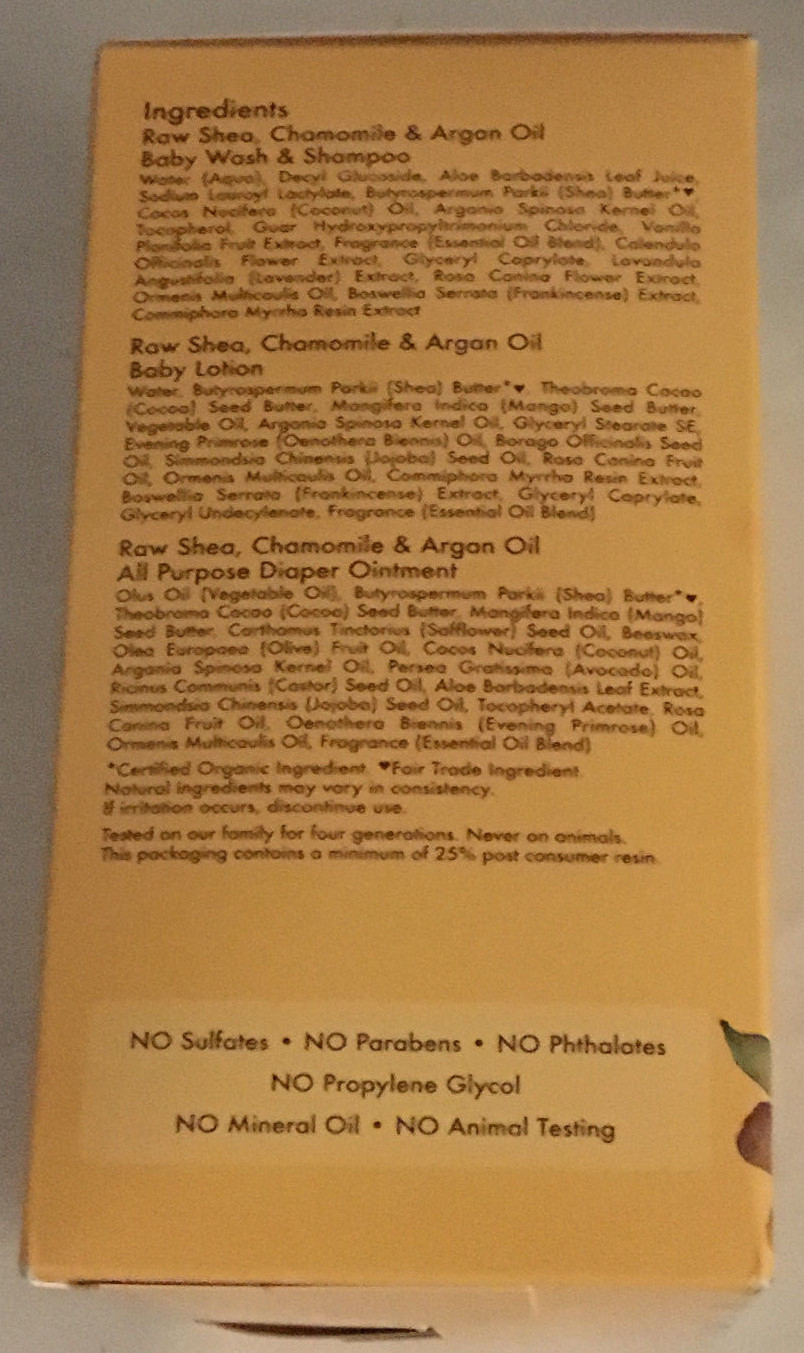 Ingredients
Raw Shea, Chamomile & Argan Oil
Baby Wash & Shampoo
Water (Aqua), Decyl Glucoside, Aloe Barbadensis Leaf Juice,
Sodium Lauroyl Lactylate, Butyrospermum Parkii (Shea) Butter*♥
Cocos Nucifera (Coconut) Oil, Argania Spinosa Kernel Oil,
Tocopherol, Guar Hydroxypropyltrimonium Chloride, Vanilla
Planifolia Fruit Extract, Fragrance (Essential Oil Blend), Calendula
Officinalis Flower Extract, Glyceryl Caprylate, Lavandula
Angustifolia (Lavender) Extract, Rosa Canina Flower Extract,
Ormenis Multicaulis Oil, Boswellia Serrata (Frankincense) Extract,
Commiphora Myrrha Resin Extract
Raw Shea, Chamomile & Argan Oil
Baby Lotion
Water, Butyrospermum Parkii (Shea) Butter*♥, Theobroma Cacao
(Cocoa) Seed Butter, Mangifera Indica (Mango) Seed Butter,
Vegetable Oil, Argania Spinosa Kernel Oil, Glyceryl Stearate SE,
Evening Primrose (Oenothera Biennis) Oil, Borago Officinalis Seed
Oil, Simmondsia Chinensis (Jojoba) Seed Oil, Rosa Canina Fruit
Oil, Ormenis Multicaulis Oil, Commiphora Myrrha Resin Extract,
Boswellia Serrata (Frankincense) Extract, Glyceryl Caprylate,
Glyceryl Undecylenate, Fragrance (Essential Oil Blend)
Raw Shea, Chamomile & Argan Oil
All Purpose Diaper Ointment
Olus Oil (Vegetable Oil), Butyrospermum Parkii (Shea) Butter*♥,
Theobroma Cacao (Cocoa) Seed Butter, Mangifera Indica (Mango)
Seed Butter, Carthamus Tinctorius (Safflower) Seed Oil, Beeswax,
Olea Europaea (Olive) Fruit Oil, Cocos Nucifera (Coconut) Oil,
Argania Spinosa Kernel Oil, Persea Gratissima (Avocado) Oil,
Ricinus Communis (Castor) Seed Oil, Aloe Barbadensis Leaf Extract,
Simmondsia Chinensis (Jojoba) Seed Oil, Tocopheryl Acetate, Rosa
Canina Fruit Oil, Oenothera Biennis (Evening Primrose) Oil,
Ormenis Multicaulis Oil, Fragrance (Essential Oil Blend)
*Certified Organic Ingredient ♥Fair Trade Ingredient
Natural ingredients may vary in consistency.
If irritation occurs, discontinue use.
Tested on our family for four generations. Never on animals.
This packaging contains a minimum of 25% post consumer resin.
NO Sulfates • NO Parabens • NO Phthalates
NO Propylene Glycol
NO Mineral Oil • NO Animal Testing